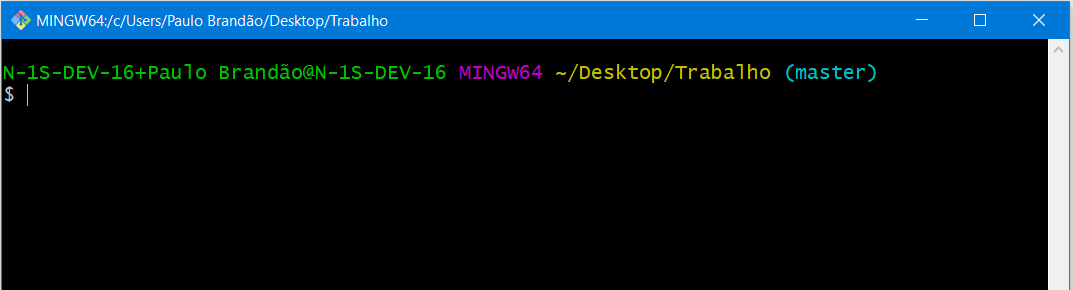 MINGW64:/c/Users/Paulo Brandão/Desktop/Trabalho
N-1S-DEV-16+Paulo Brandão@N-1S-DEV-16 MINGW64 ~/Desktop/Trabalho (master)
$